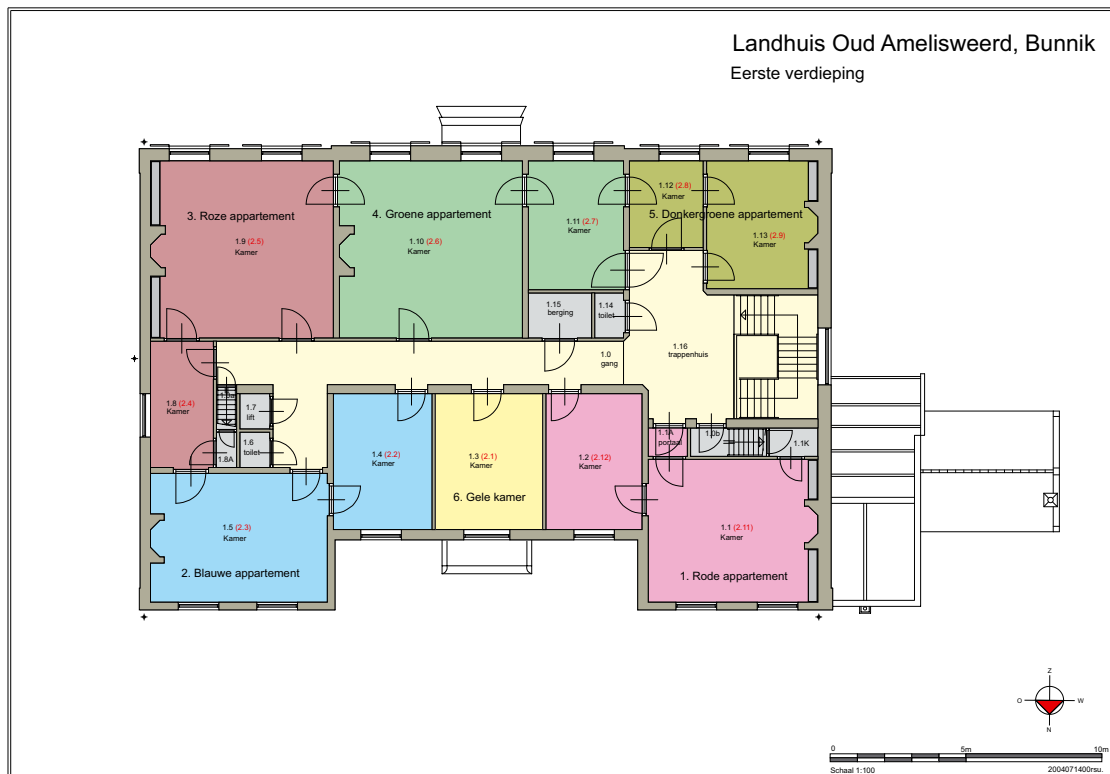 Landhuis Oud Amelisweerd, Bunnik
Eerste verdieping
3. Roze appartement
1.9 (2.5)
Kamer
4. Groene appartement
1.10 (2.6)
Kamer
1.11 (2.7)
Kamer
1.12 (2.8)
Kamer
5. Donkergroene appartement
1.13 (2.9)
Kamer
1.15
berging
1.14
toilet
1.16
trappenhuis
1.0
gang
1.8 (2.4)
Kamer
1.7
lift
1.6
toilet
1.8A
1.4 (2.2)
Kamer
1.3 (2.1)
Kamer
6. Gele kamer
1.2 (2.12)
Kamer
1.1A
portaal
1.0b
1.1K
1.5 (2.3)
Kamer
2. Blauwe appartement
1.1 (2.11)
Kamer
1. Rode appartement
Z
O
W
N
0
5m
10m
Schaal 1:100
2004071400rsu.